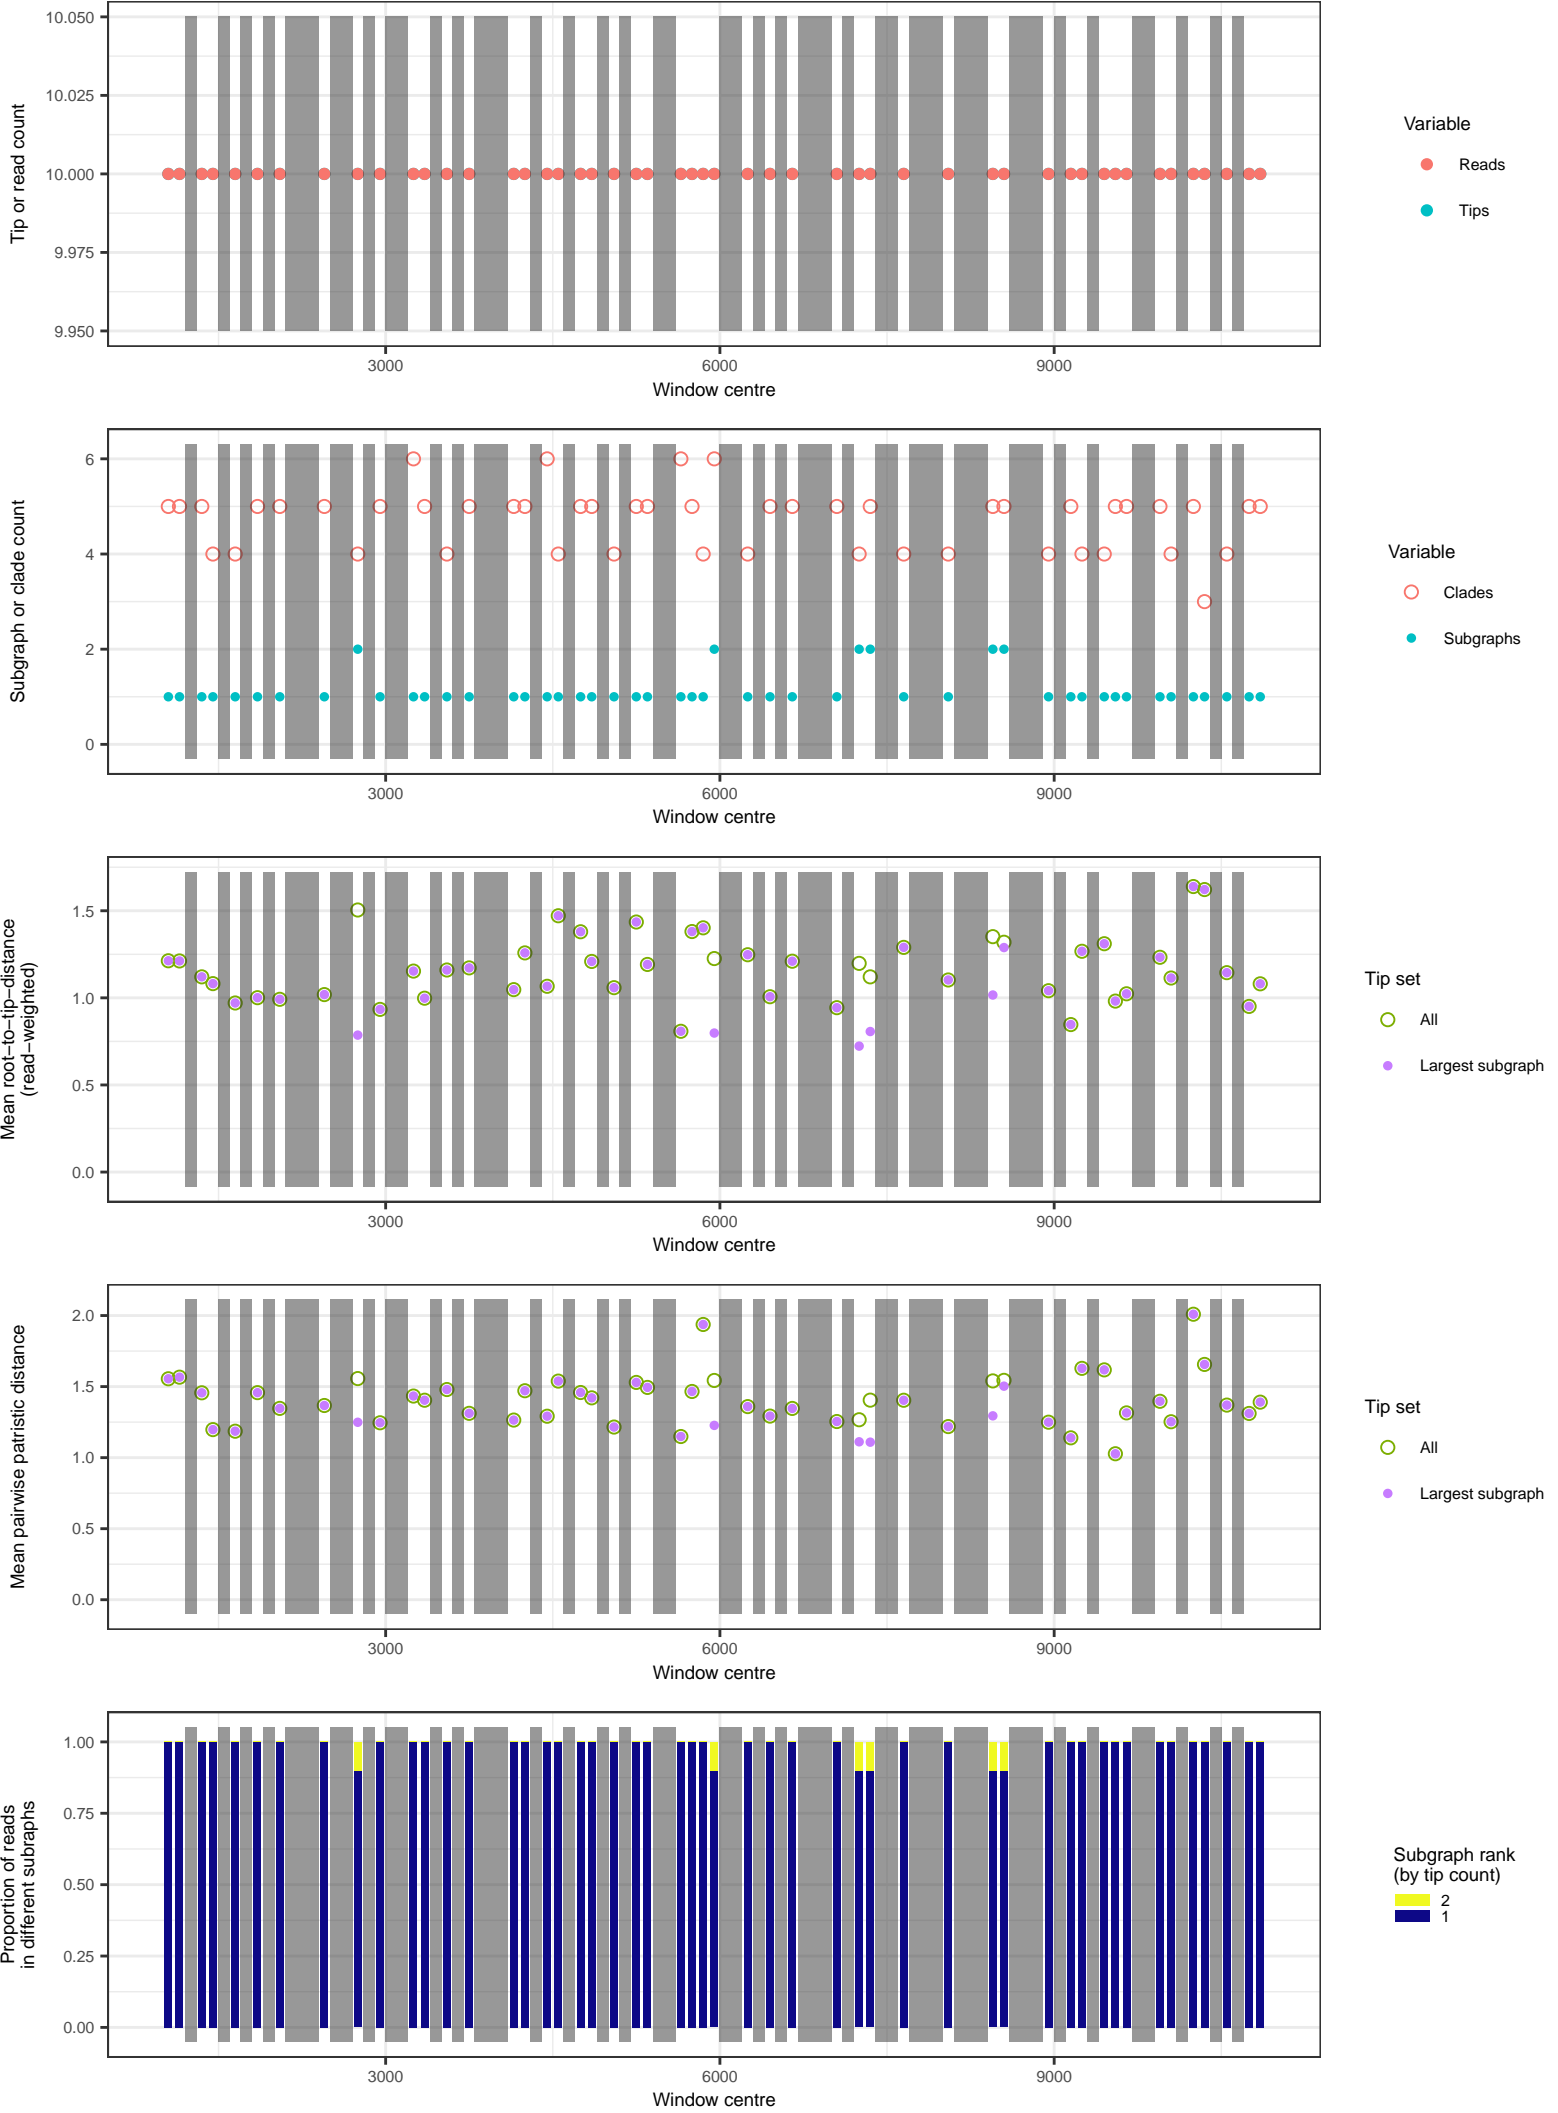 10.050
10.025
10.000
9.975
9.950
Tip or read count
3000 6000 9000
Window centre
Variable
Reads
Tips
6
4
2
0
Subgraph or clade count
3000 6000 9000
Window centre
Variable
Clades
Subgraphs
1.5
1.0
0.5
0.0
Mean root−to−tip−distance
(read−weighted)
3000 6000 9000
Window centre
Tip set
All
Largest subgraph
2.0
1.5
1.0
0.5
0.0
Mean pairwise patristic distance
3000 6000 9000
Window centre
Tip set
All
Largest subgraph
1.00
0.75
0.50
0.25
0.00
Proportion of reads
in different subraphs
3000 6000 9000
Window centre
Subgraph rank
(by tip count)
2
1